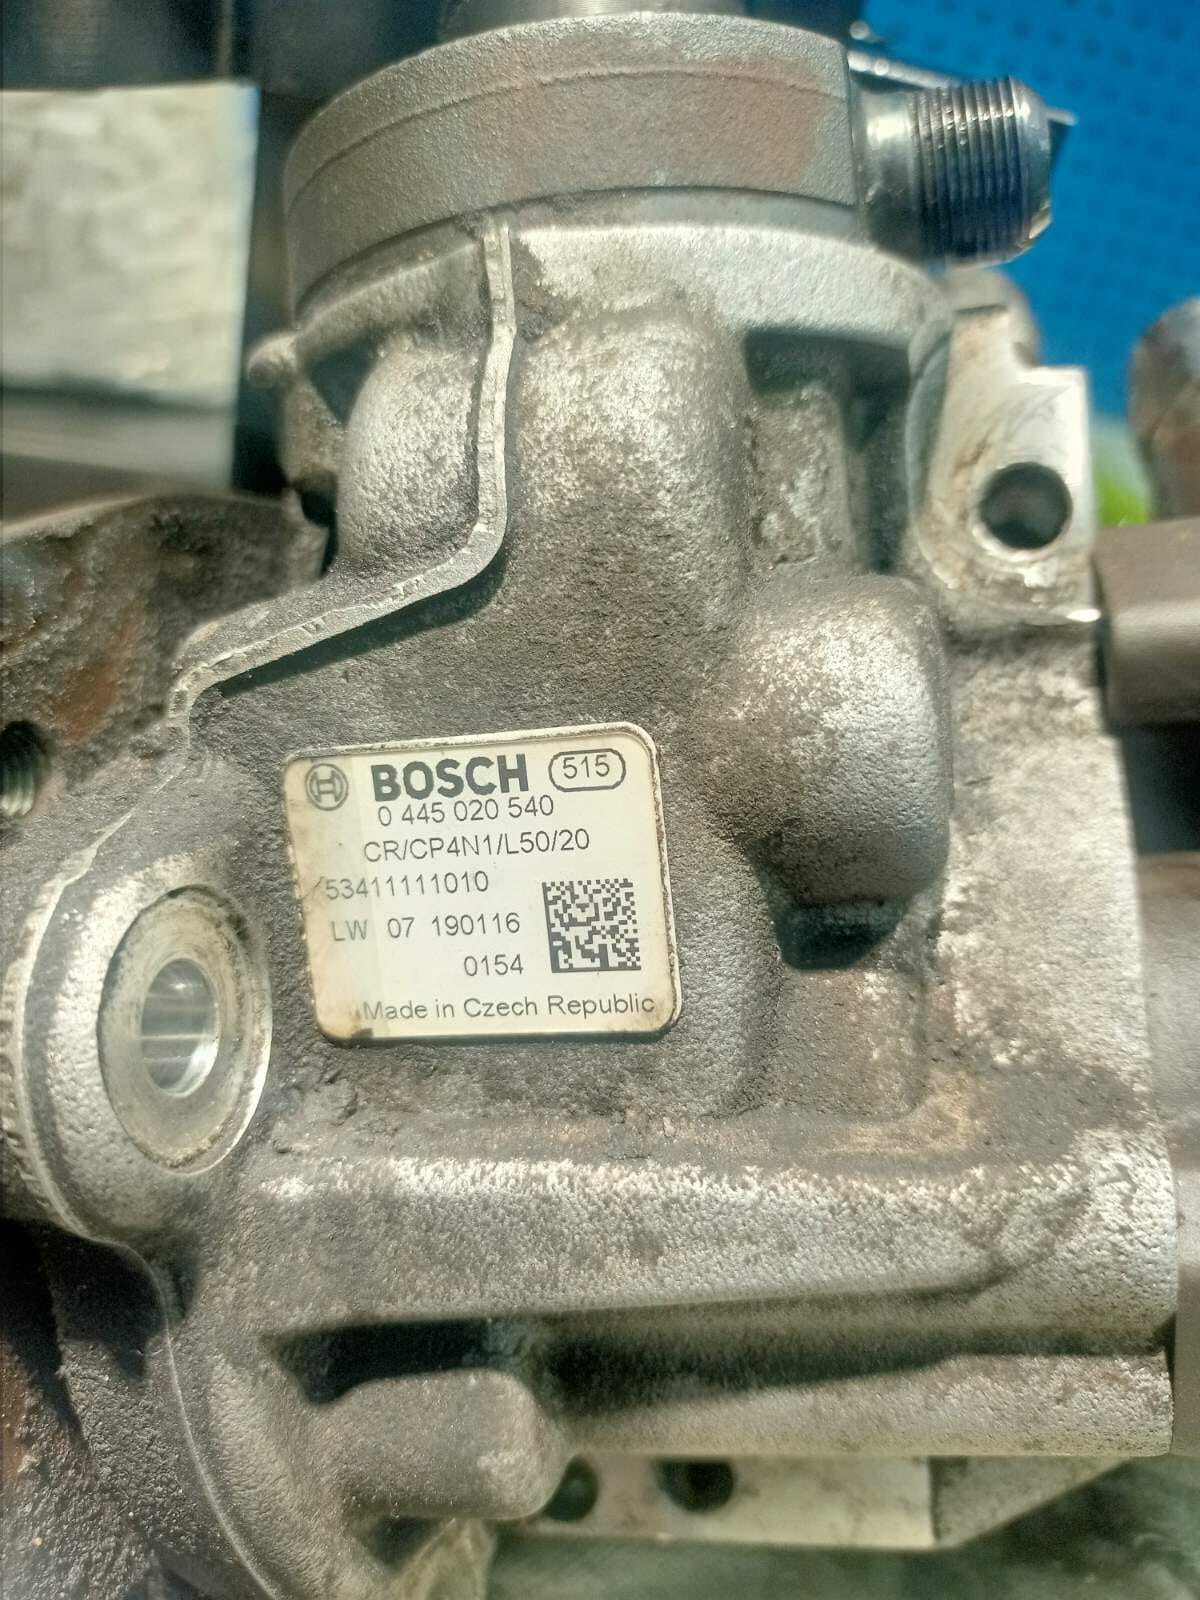 BOSCH 515
0 445 020 540
CR/CP4N1/L50/20
53411111010
LW 07 190116
0154
Made in Czech Republic